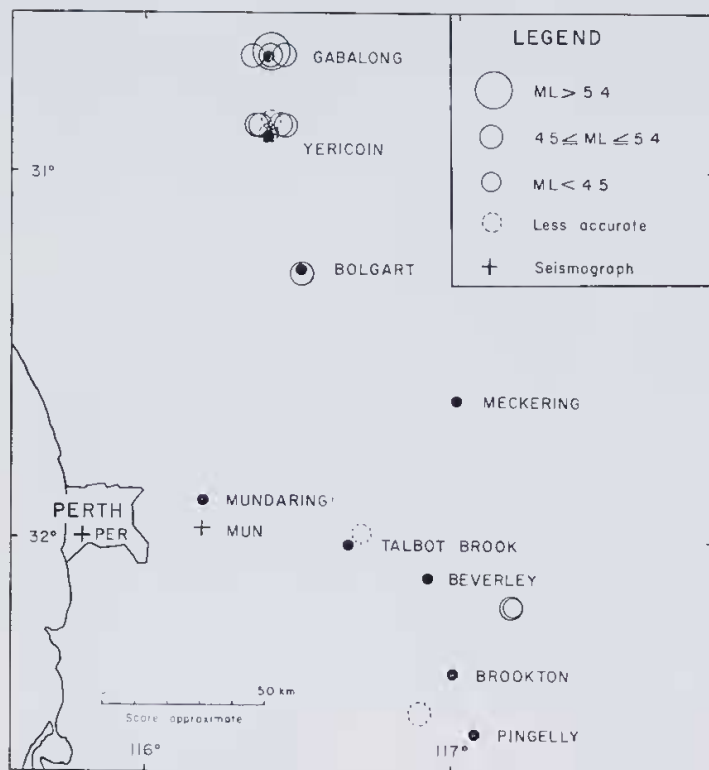 LEGEND
GABALONG
ML > 5 4
4 5 ≦ ML ≦ 5 4
YERICOIN
31°
ML < 4 5
Less accurate
BOLGART
Seismograph
MECKERING
MUNDARING
PERTH
PER
MUN
32°
TALBOT BROOK
BEVERLEY
50 km
BROOKTON
Score approximate
116°
117°
PINGELLY